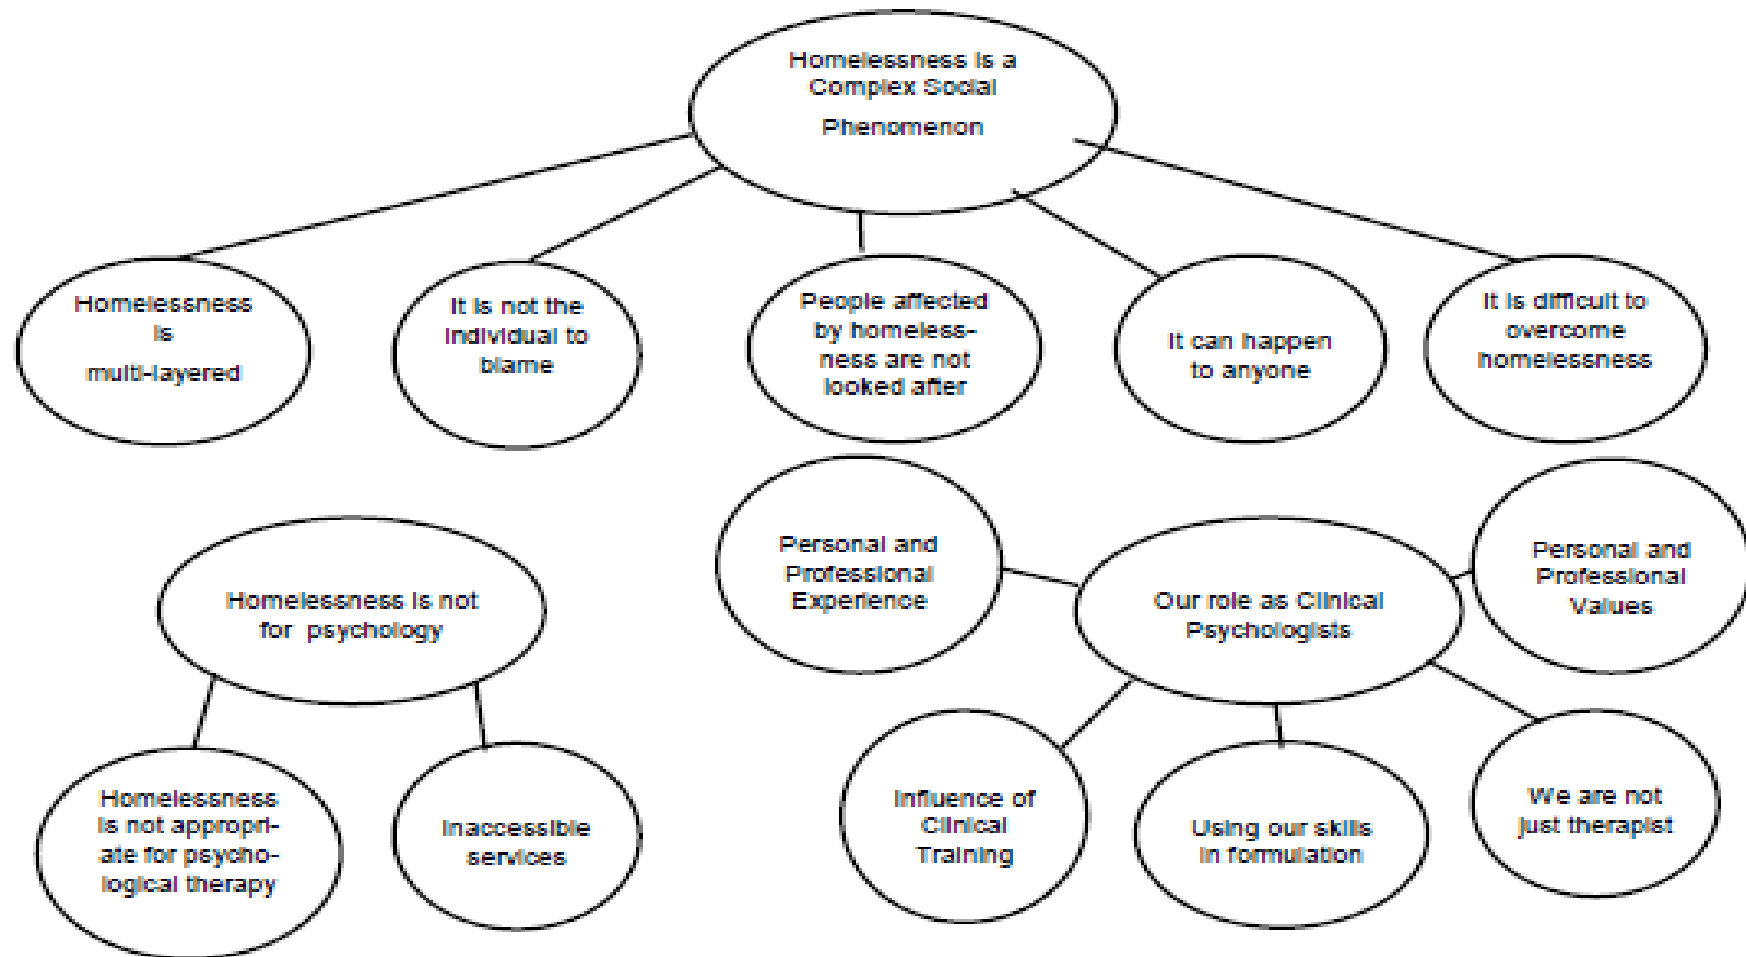 Homelessness is a
Complex Social
Phenomenon
Homelessness
is
multi-layered
It is not the
individual to
blame
People affected
by homeless-
ness are not
looked after
It can happen
to anyone
It is difficult to
overcome
homelessness
Homelessness is not
for psychology
Homelessness
is not appropri-
ate for psycho-
logical therapy
Inaccessible
services
Personal and
Professional
Experience
Our role as Clinical
Psychologists
Personal and
Professional
Values
Influence of
Clinical
Training
Using our skills
in formulation
We are not
just therapist